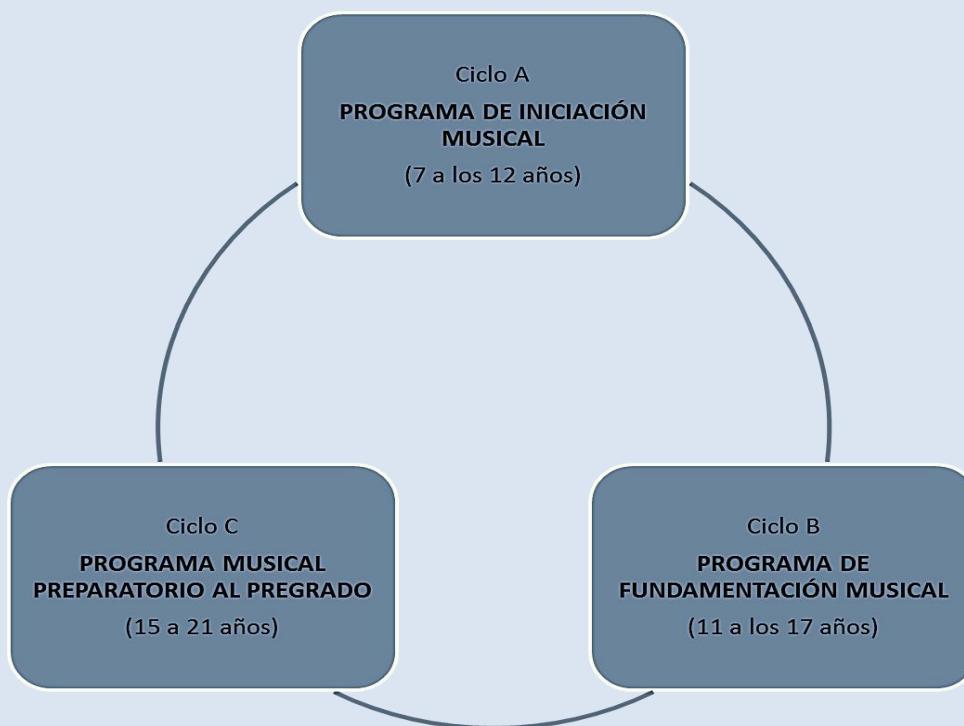 Ciclo A
PROGRAMA DE INICIACIÓN
MUSICAL
(7 a los 12 años)
Ciclo C
PROGRAMA MUSICAL
PREPARATORIO AL PREGRADO
(15 a 21 años)
Ciclo B
PROGRAMA DE
FUNDAMENTACIÓN MUSICAL
(11 a los 17 años)